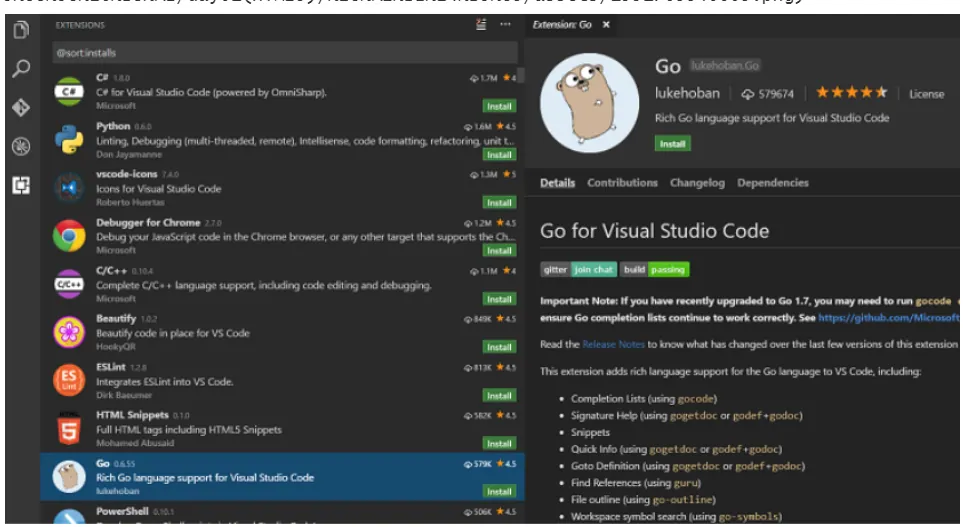 EXTENSIONS
@sort:installs
C# 1.8.0 1.7M ★4
C# for Visual Studio Code (powered by OmniSharp).
Microsoft Install
Python 0.6.0 1.6M ★4.5
Linting, Debugging (multi-threaded, remote), Intellisense, code formatting, refactoring, unit t...
Don Jayamanne Install
vscode-icons 7.4.0 1.3M ★5
Icons for Visual Studio Code
Roberto Huertas Install
Debugger for Chrome 2.7.0 1.2M ★4.5
Debug your JavaScript code in the Chrome browser, or any other target that supports the Ch...
Microsoft Install
C/C++ 0.10.4 1.1M ★4
C/C++
Complete C/C++ language support, including code editing and debugging.
Microsoft Install
Beautify 1.0.2 849K ★4.5
Beautify code in place for VS Code
HookyQR Install
ESLint 1.2.8 813K ★4.5
ES
Lint
Integrates ESLint into VS Code.
Dirk Baeumer Install
HTML Snippets 0.1.0 582K ★4.5
Full HTML tags including HTML5 Snippets
Mohamed Abusaid Install
Go 0.6.55 579K ★4.5
Rich Go language support for Visual Studio Code
lukehoban Install
PowerShell 0.10.1 506K ★4.5
Extension: Go
Go lukehoban.Go
lukehoban 579674 License
Rich Go language support for Visual Studio Code
Install
Details Contributions Changelog Dependencies
Go for Visual Studio Code
gitter join chat build passing
Important Note: If you have recently upgraded to Go 1.7, you may need to run gocode
ensure Go completion lists continue to work correctly. See https://github.com/Microsoft
Read the Release Notes to know what has changed over the last few versions of this extension
This extension adds rich language support for the Go language to VS Code, including:
• Completion Lists (using gocode)
• Signature Help (using gogetdoc or godef+godoc)
• Snippets
• Quick Info (using gogetdoc or godef+godoc)
• Goto Definition (using gogetdoc or godef+godoc)
• Find References (using guru)
• File outline (using go-outline)
• Workspace symbol search (using go-symbols)